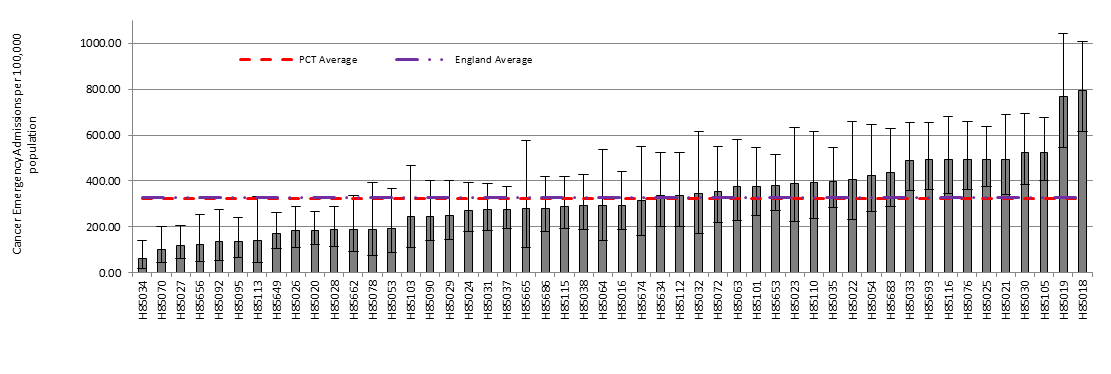 Cancer Emergency Admissions per 100,000
population
1000.00
800.00
600.00
400.00
200.00
0.00
PCT Average
England Average
H85034
H85070
H85027
H85656
H85092
H85095
H85113
H85649
H85026
H85020
H85028
H85662
H85078
H85053
H85103
H85090
H85029
H85024
H85031
H85037
H85665
H85686
H85115
H85038
H85064
H85016
H85674
H85634
H85112
H85032
H85072
H85063
H85101
H85653
H85023
H85110
H85035
H85022
H85054
H85683
H85033
H85693
H85116
H85076
H85025
H85021
H85030
H85105
H85019
H85018